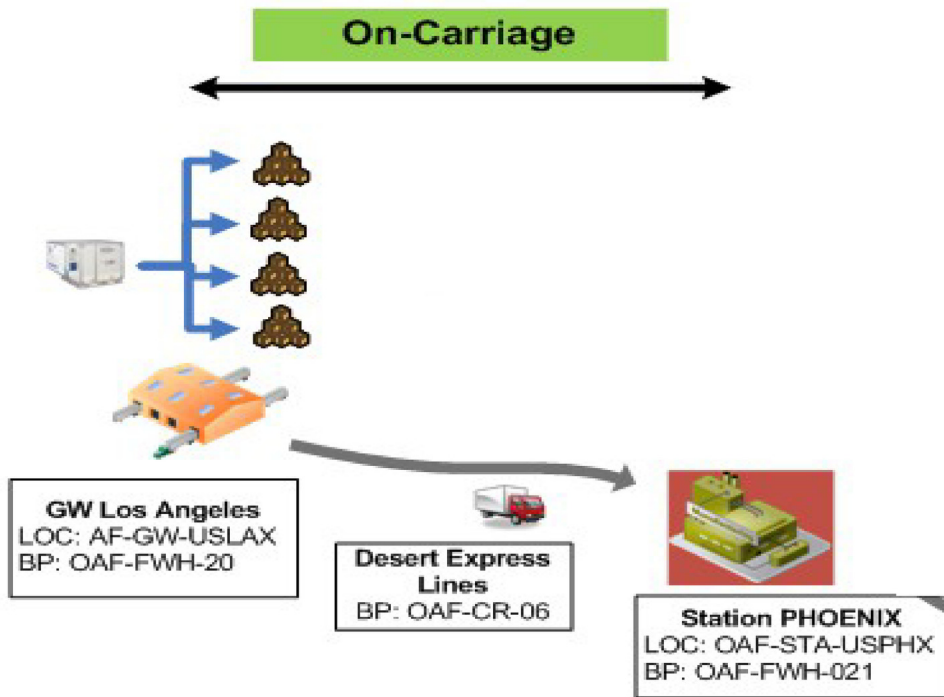 On-Carriage
GW Los Angeles
LOC: AF-GW-USLAX
BP: OAF-FWH-20
Desert Express
Lines
BP: OAF-CR-06
Station PHOENIX
LOC: OAF-STA-USPHX
BP: OAF-FWH-021